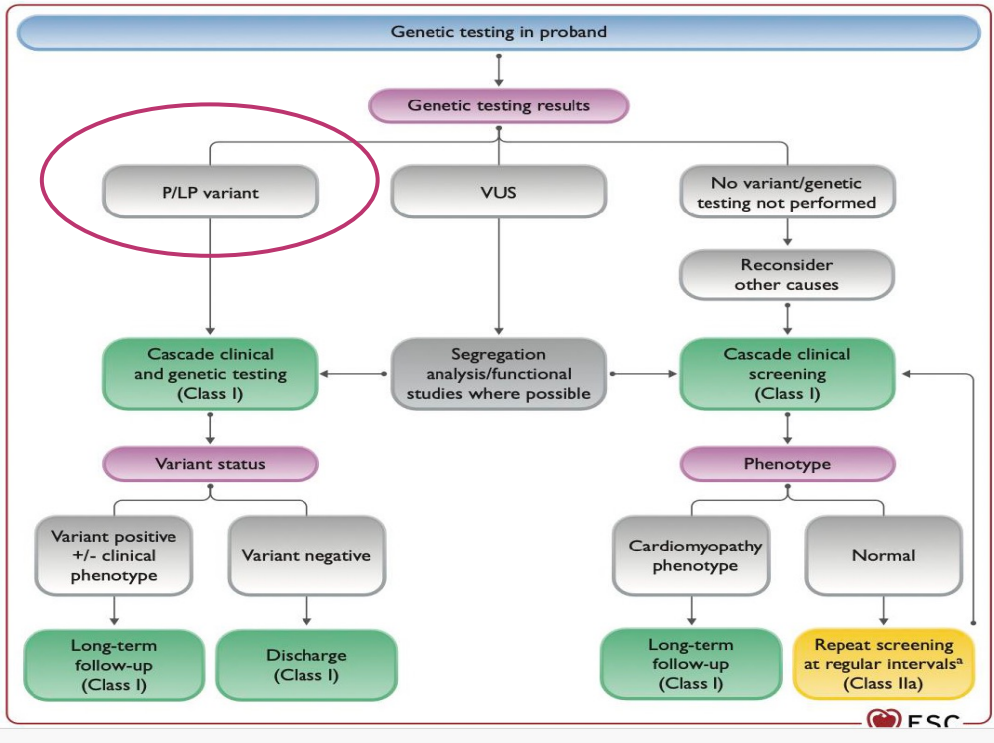 Genetic testing in proband
Genetic testing results
P/LP variant
VUS
No variant/genetic
testing not performed
Reconsider
other causes
Cascade clinical
and genetic testing
(Class I)
Segregation
analysis/functional
studies where possible
Cascade clinical
screening
(Class I)
Variant status
Phenotype
Variant positive
+/- clinical
phenotype
Variant negative
Cardiomyopathy
phenotype
Normal
Long-term
follow-up
(Class I)
Discharge
(Class I)
Long-term
follow-up
(Class I)
Repeat screening
at regular intervalsᵃ
(Class IIa)
ESC